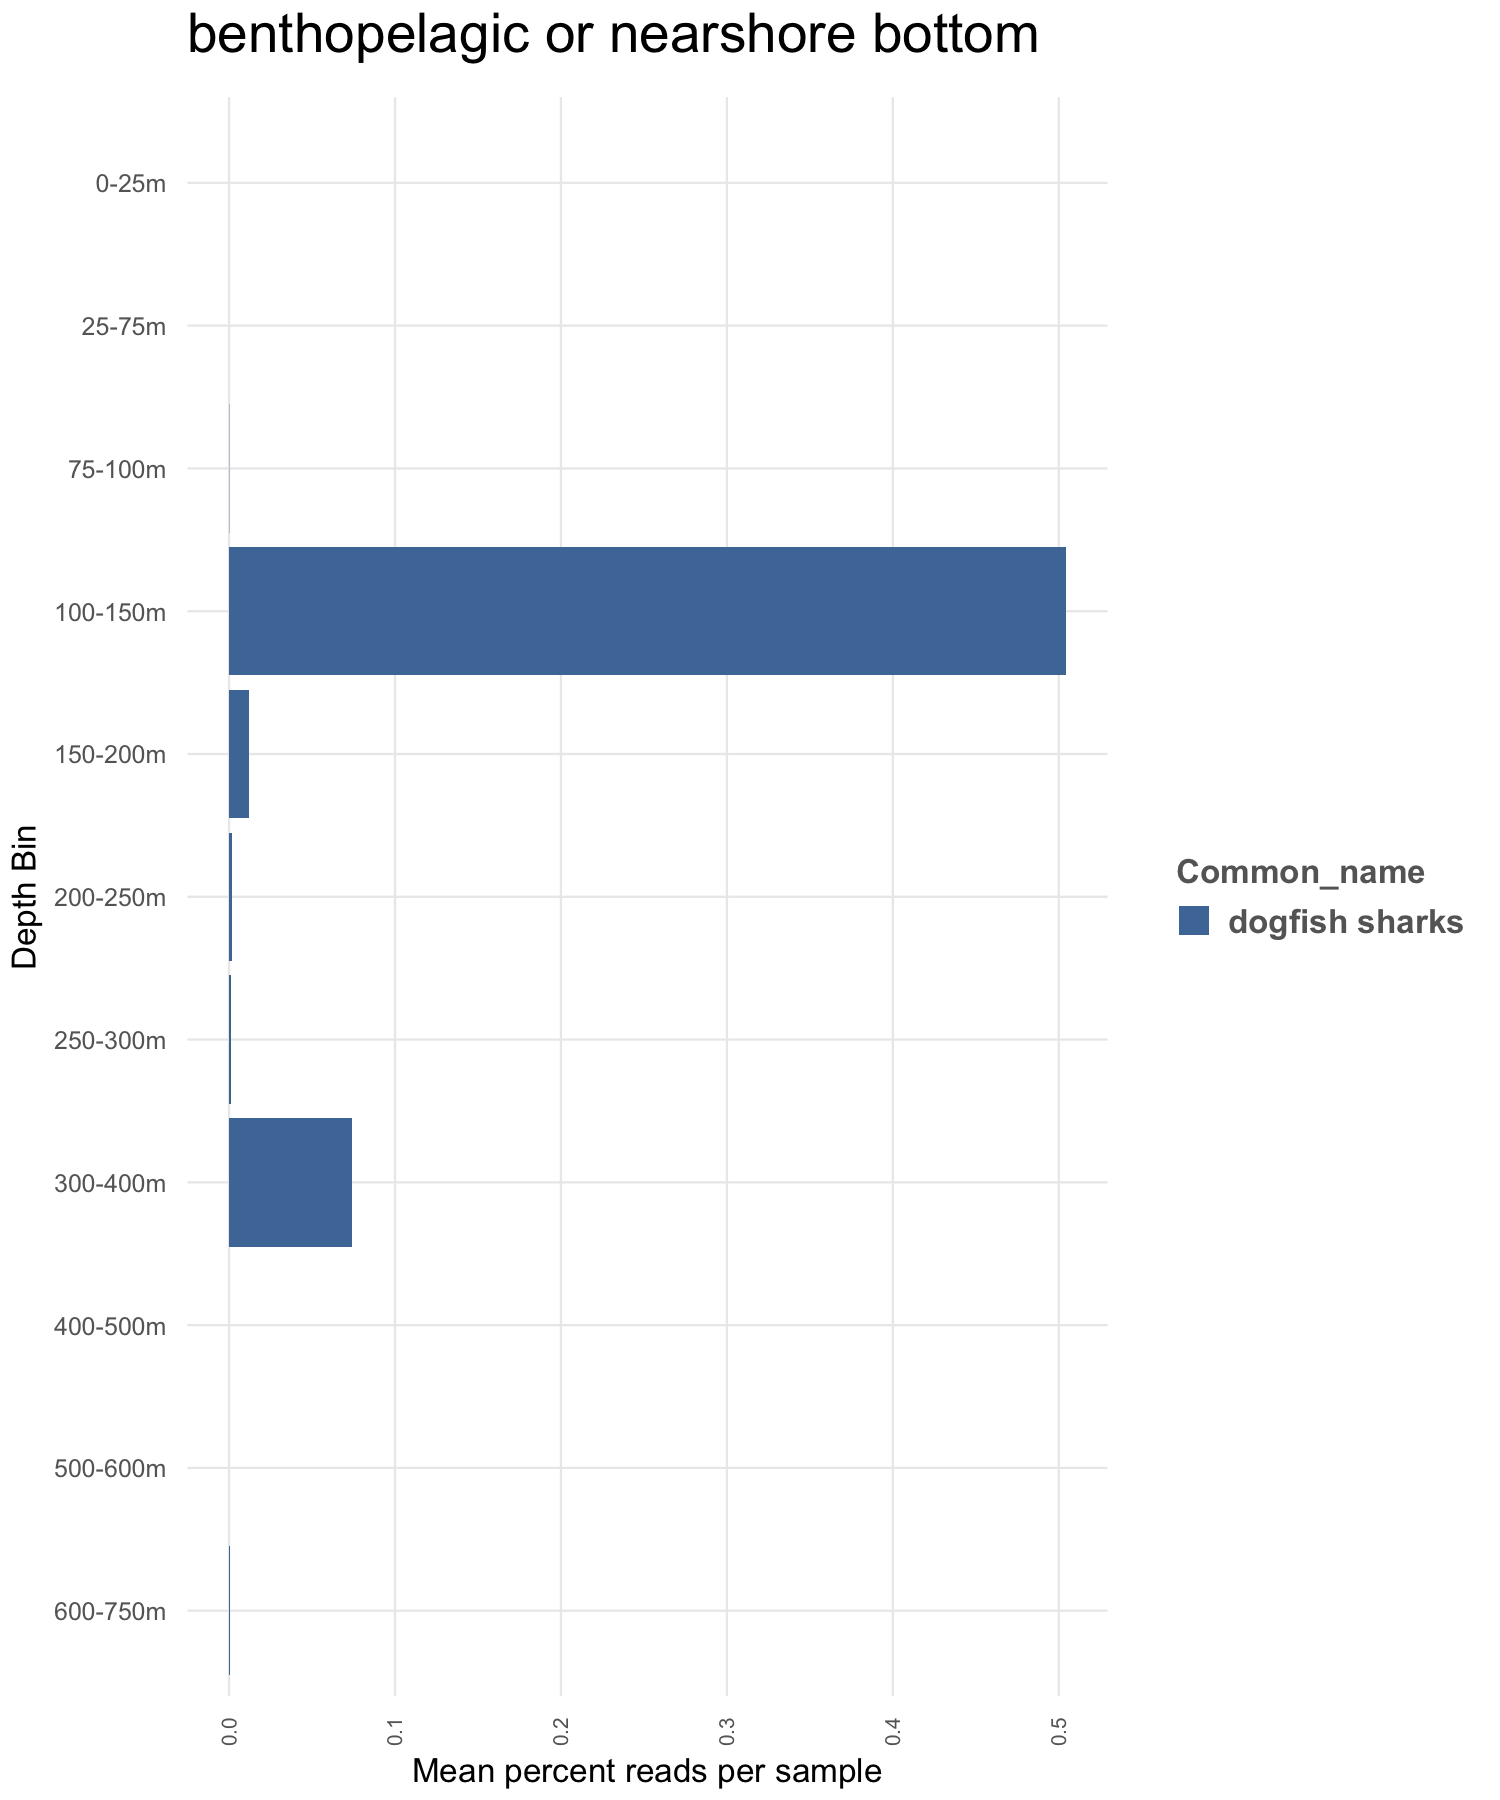 benthopelagic or nearshore bottom
0-25m
25-75m
75-100m
100-150m
150-200m
200-250m
250-300m
300-400m
400-500m
500-600m
600-750m
Depth Bin
0.0
0.1
0.2
0.3
0.4
0.5
Mean percent reads per sample
Common_name
dogfish sharks